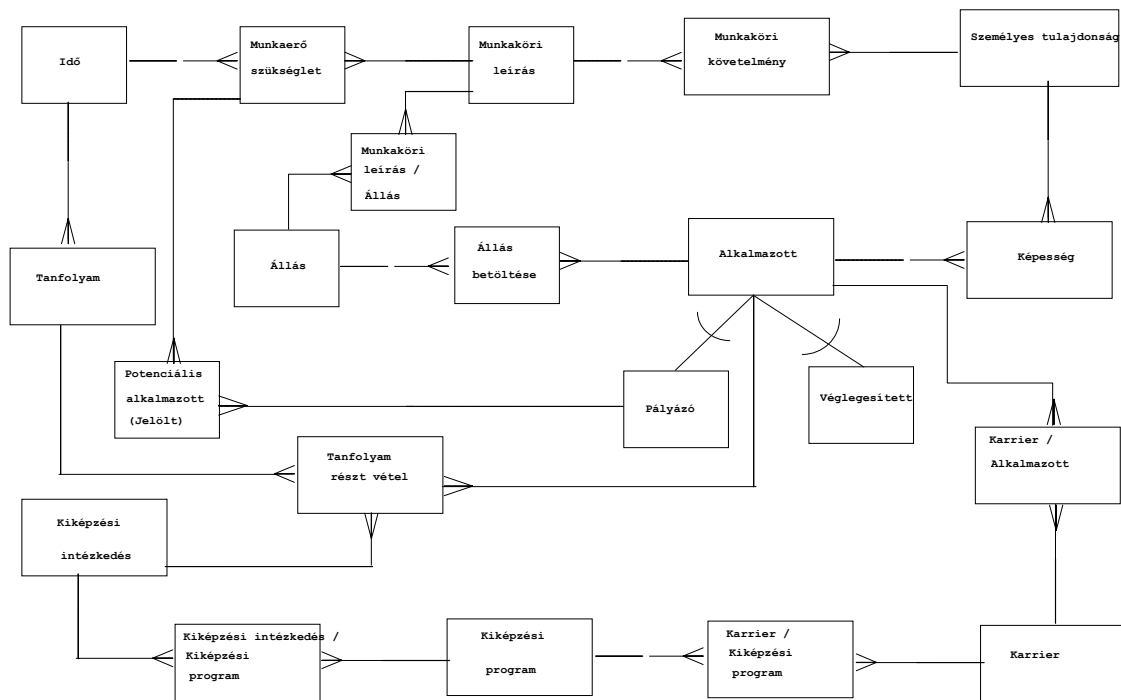 Idő
Munkaerő
szükséglet
Munkaköri
leírás
Munkaköri
követelmény
Személyes tulajdonság
Munkaköri
leírás /
Állás
Tanfolyam
Állás
Állás
betöltése
Alkalmazott
Képesség
Potenciális
alkalmazott
(Jelölt)
Pályázó
Véglegesített
Tanfolyam
részt vétel
Karrier /
Alkalmazott
Kiképzési
intézkedés
Kiképzési intézkedés /
Kiképzési
program
Kiképzési
program
Karrier /
Kiképzési
program
Karrier